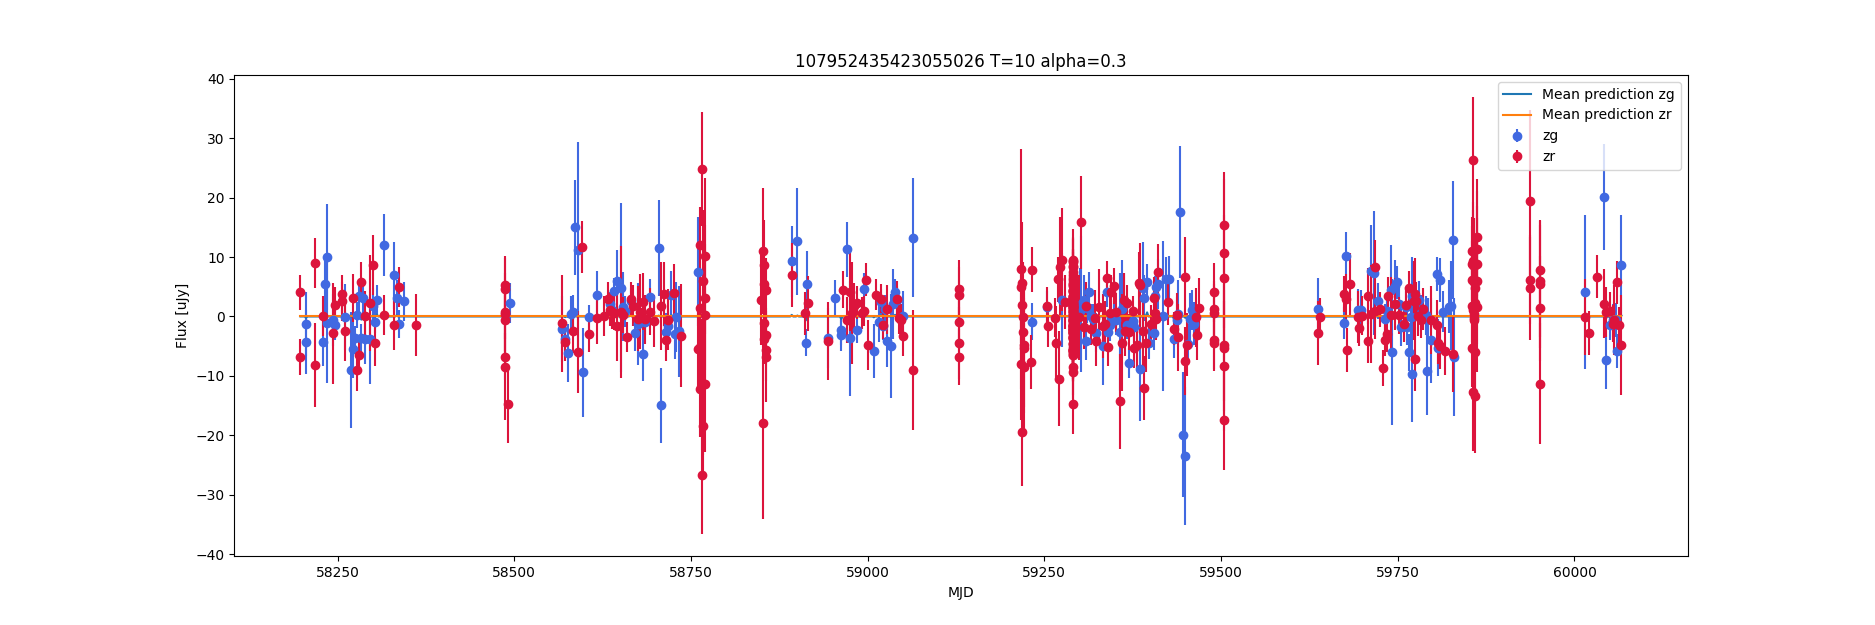 107952435423055026 T=10 alpha=0.3
40
30
20
10
0
−10
−20
−30
−40
Flux [uJy]
58250
58500
58750
59000
59250
59500
59750
60000
MJD
Mean prediction zg
Mean prediction zr
zg
zr